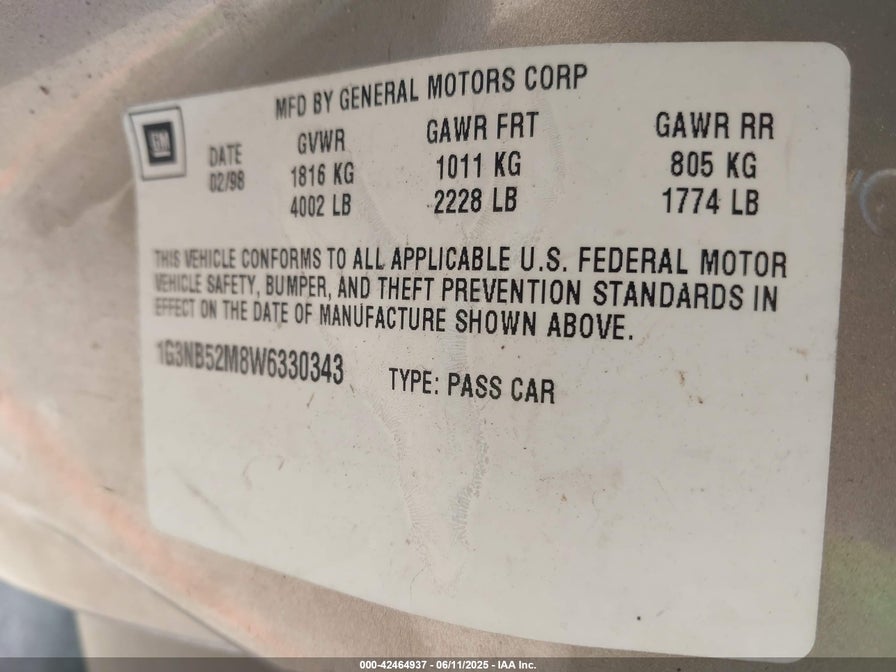 MFD BY GENERAL MOTORS CORP
GM
DATE GVWR GAWR FRT GAWR RR
02/98 1816 KG 1011 KG 805 KG
4002 LB 2228 LB 1774 LB
THIS VEHICLE CONFORMS TO ALL APPLICABLE U.S. FEDERAL MOTOR
VEHICLE SAFETY, BUMPER, AND THEFT PREVENTION STANDARDS IN
EFFECT ON THE DATE OF MANUFACTURE SHOWN ABOVE.
1G3NB52M8W6330343 TYPE: PASS CAR
000-42464937 - 06/11/2025 - IAA Inc.